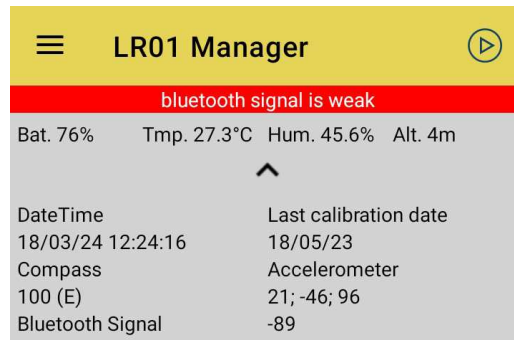 LR01 Manager
bluetooth signal is weak
Bat. 76% Tmp. 27.3°C Hum. 45.6% Alt. 4m
DateTime Last calibration date
18/03/24 12:24:16 18/05/23
Compass Accelerometer
100 (E) 21; -46; 96
Bluetooth Signal -89